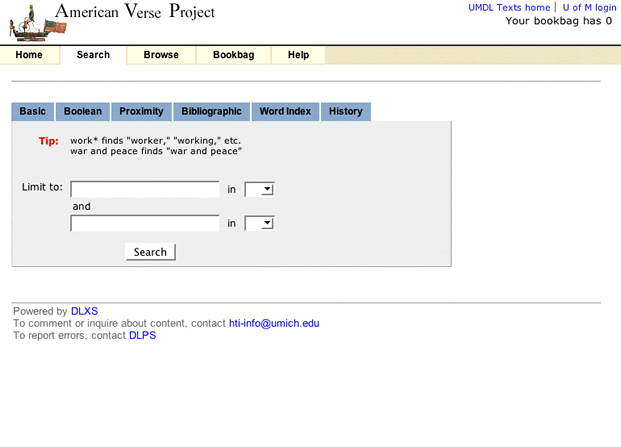 American Verse Project
UMDL Texts home | U of M login
Your bookbag has 0
Home Search Browse Bookbag Help
Basic Boolean Proximity Bibliographic Word Index History
Tip: work* finds "worker," "working," etc.
war and peace finds "war and peace"
Limit to: in
and
in
Search
Powered by DLXS
To comment or inquire about content, contact hti-info@umich.edu
To report errors, contact DLPS